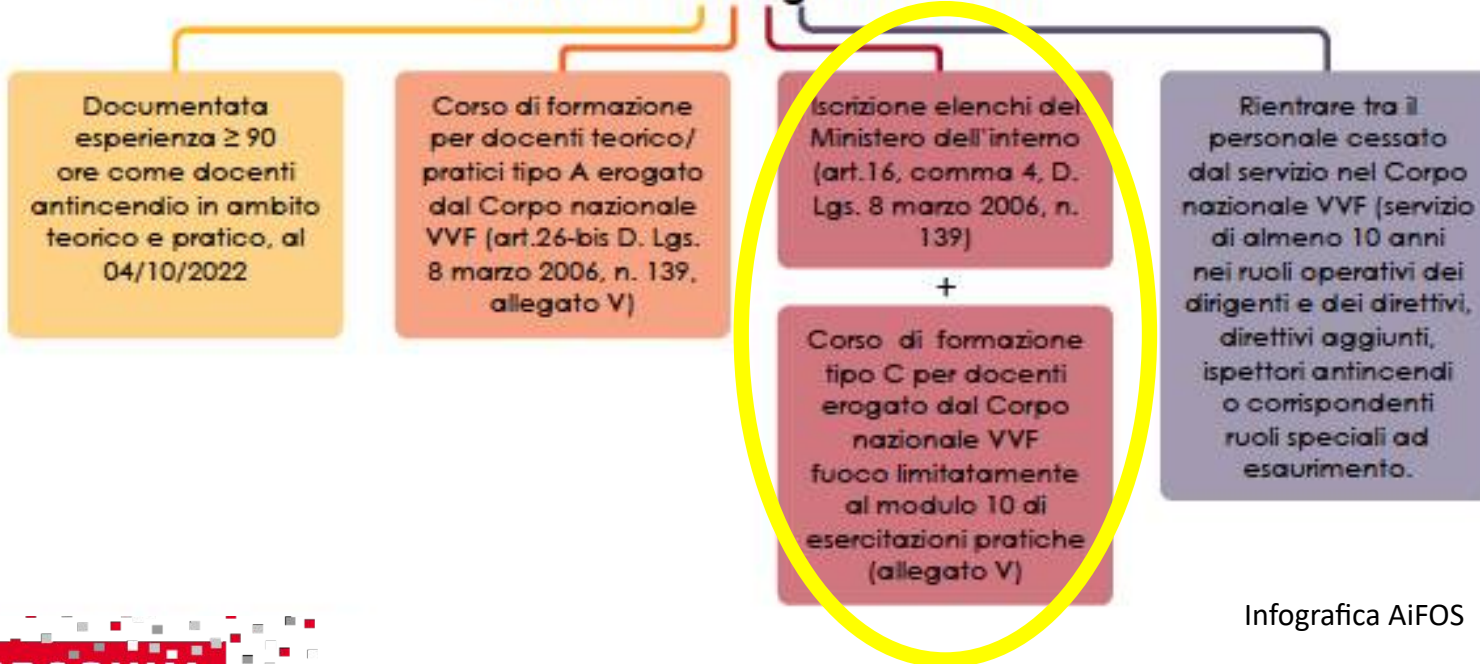 Documentata
esperienza ≥ 90
ore come docenti
antincendio in ambito
teorico e pratico, al
04/10/2022
Corso di formazione
per docenti teorico/
pratici tipo A erogato
dal Corpo nazionale
VVF (art.26-bis D. Lgs.
8 marzo 2006, n. 139,
allegato V)
Iscrizione elenchi del
Ministero dell'interno
(art.16, comma 4, D.
Lgs. 8 marzo 2006, n.
139)
+
Corso di formazione
tipo C per docenti
erogato dal Corpo
nazionale VVF
fuoco limitatamente
al modulo 10 di
esercitazioni pratiche
(allegato V)
Rientrare tra il
personale cessato
dal servizio nel Corpo
nazionale VVF (servizio
di almeno 10 anni
nei ruoli operativi dei
dirigenti e dei direttivi,
direttivi aggiunti,
ispettori antincendi
o corrispondenti
ruoli speciali ad
esaurimento.
Infografica AiFOS